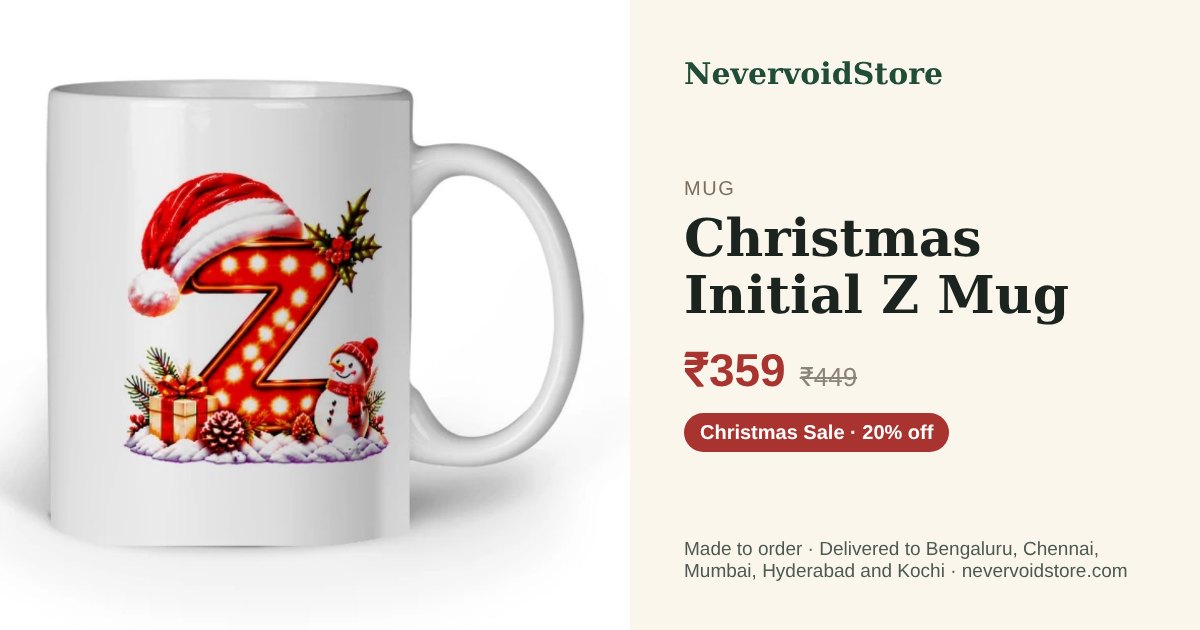 Z
NevervoidStore
MUG
Christmas
Initial Z Mug
₹359 ₹449
Christmas Sale · 20% off
Made to order · Delivered to Bengaluru, Chennai,
Mumbai, Hyderabad and Kochi · nevervoidstore.com